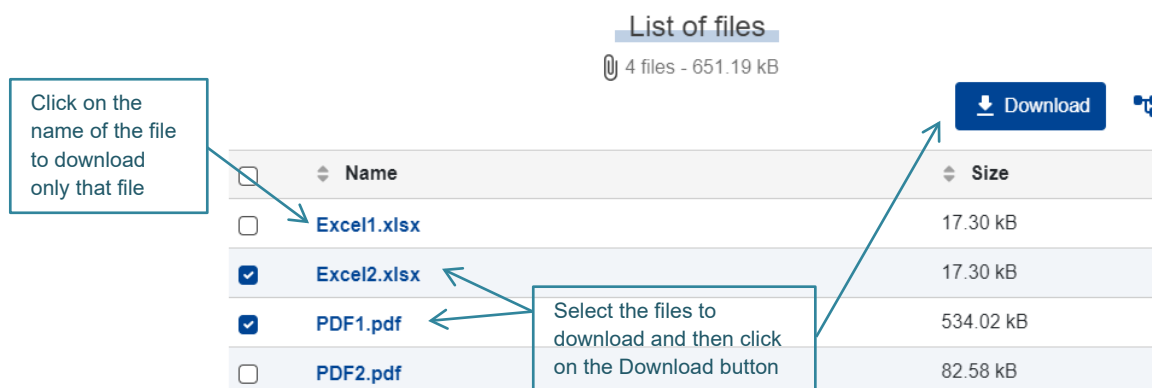 List of files
4 files - 651.19 kB
Click on the
name of the file
to download
only that file
Download
Name Size
Excel1.xlsx 17.30 kB
Excel2.xlsx 17.30 kB
PDF1.pdf 534.02 kB
PDF2.pdf 82.58 kB
Select the files to
download and then click
on the Download button